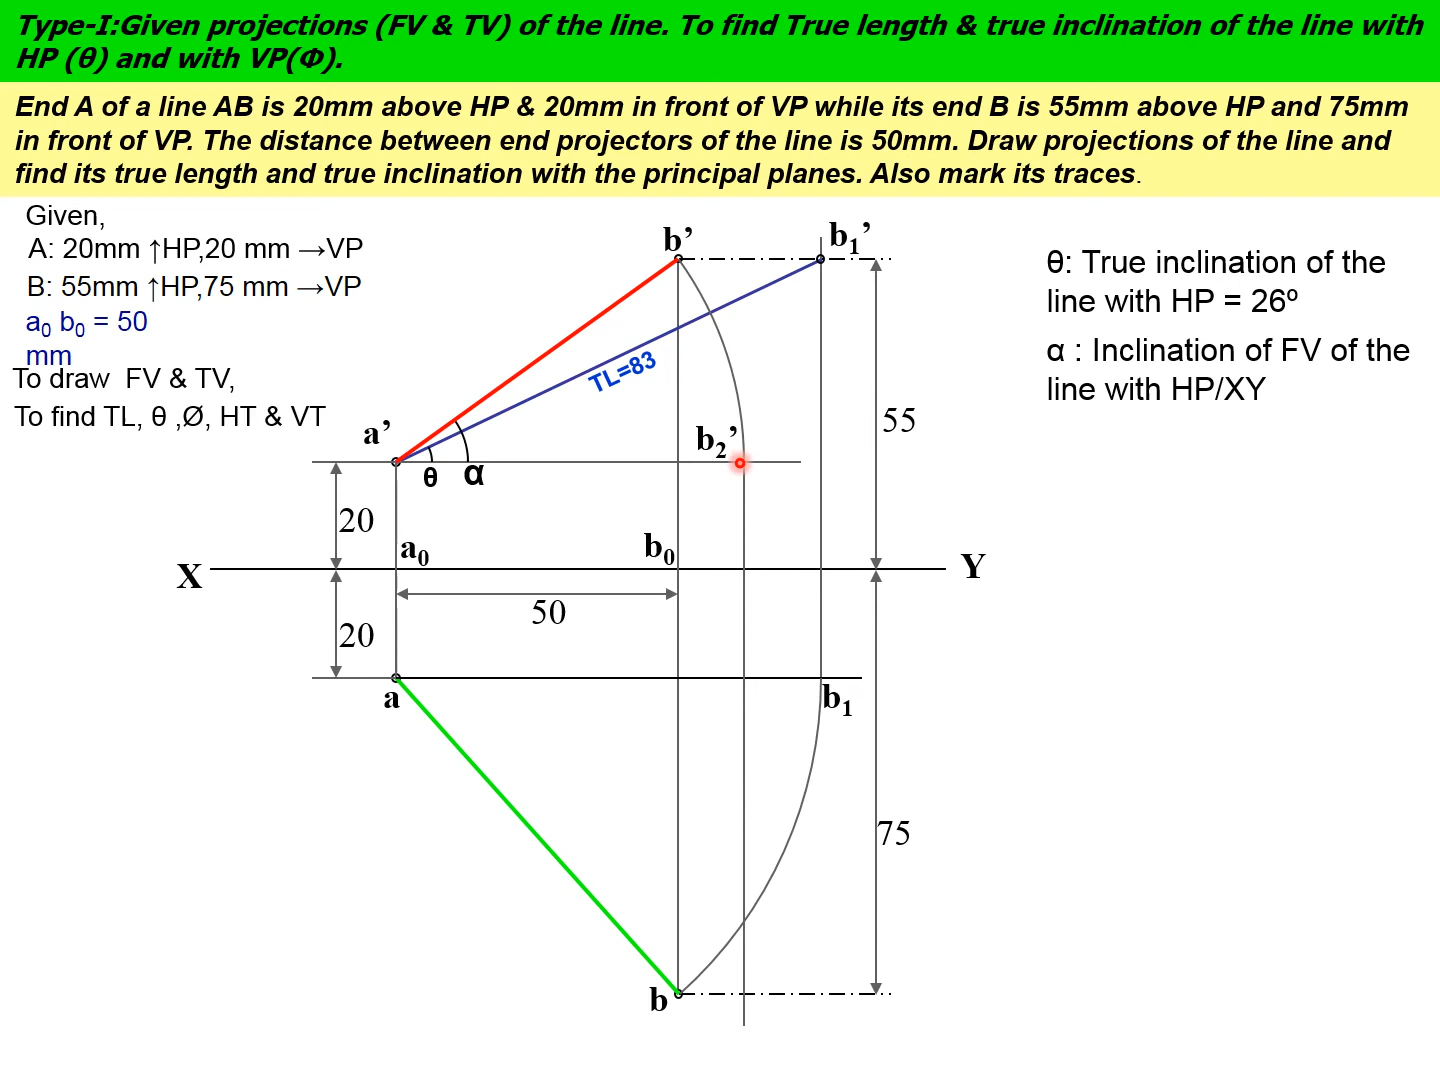 Type-I:Given projections (FV & TV) of the line. To find True length & true inclination of the line with
HP (θ) and with VP(Φ).
End A of a line AB is 20mm above HP & 20mm in front of VP while its end B is 55mm above HP and 75mm
in front of VP. The distance between end projectors of the line is 50mm. Draw projections of the line and
find its true length and true inclination with the principal planes. Also mark its traces.
Given,
A: 20mm ↑HP,20 mm →VP
B: 55mm ↑HP,75 mm →VP
a₀ b₀ = 50
mm
To draw FV & TV,
To find TL, θ ,Ø, HT & VT
b’
b₁’
θ: True inclination of the
line with HP = 26º
α : Inclination of FV of the
line with HP/XY
TL=83
a’
b₂’
55
θ
α
20
a₀
b₀
X
Y
50
20
a
b₁
75
b